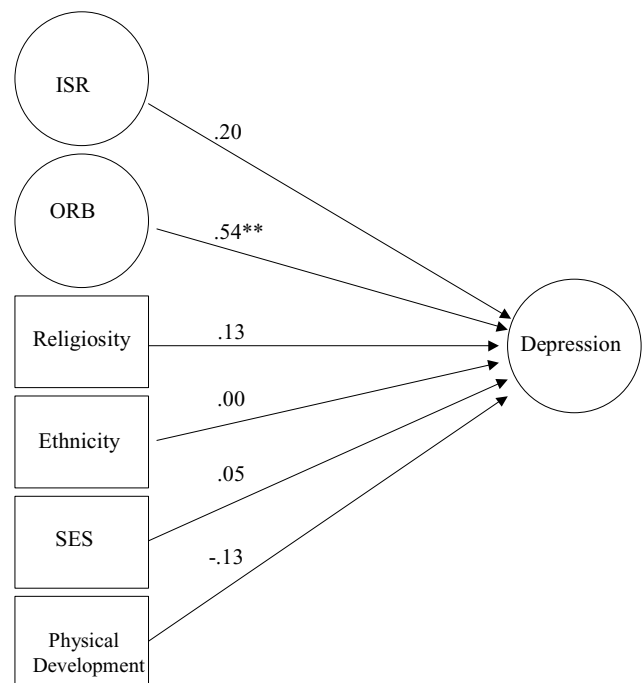 ISR
.20
ORB
.54**
Religiosity
.13
Depression
.00
Ethnicity
.05
SES
-.13
Physical
Development